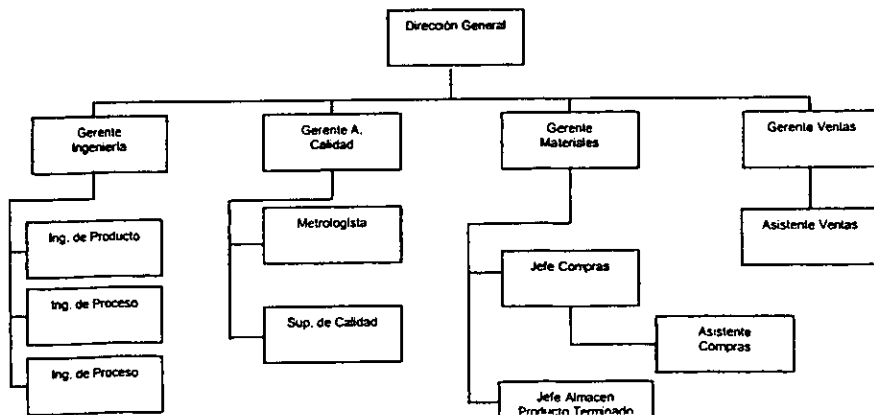 Dirección General
Gerente
Ingeniería
Gerente A.
Calidad
Gerente
Materiales
Gerente Ventas
Ing. de Producto
Metrologista
Asistente Ventas
Jefe Compras
Ing. de Proceso
Sup. de Calidad
Asistente
Compras
Ing. de Proceso
Jefe Almacen
Producto Terminado